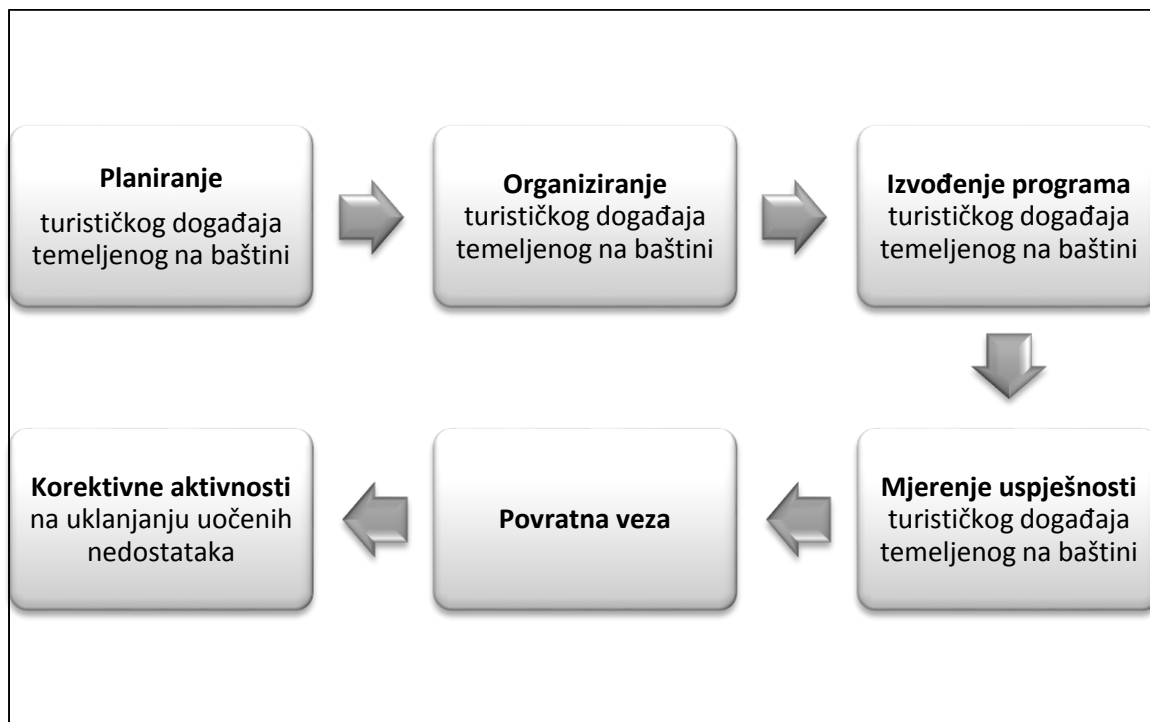 Planiranje
turističkog događaja
temeljenog na baštini
Organiziranje
turističkog događaja
temeljenog na baštini
Izvođenje programa
turističkog događaja
temeljenog na baštini
Mjerenje uspješnosti
turističkog događaja
temeljenog na baštini
Povratna veza
Korektivne aktivnosti
na uklanjanju uočenih
nedostataka